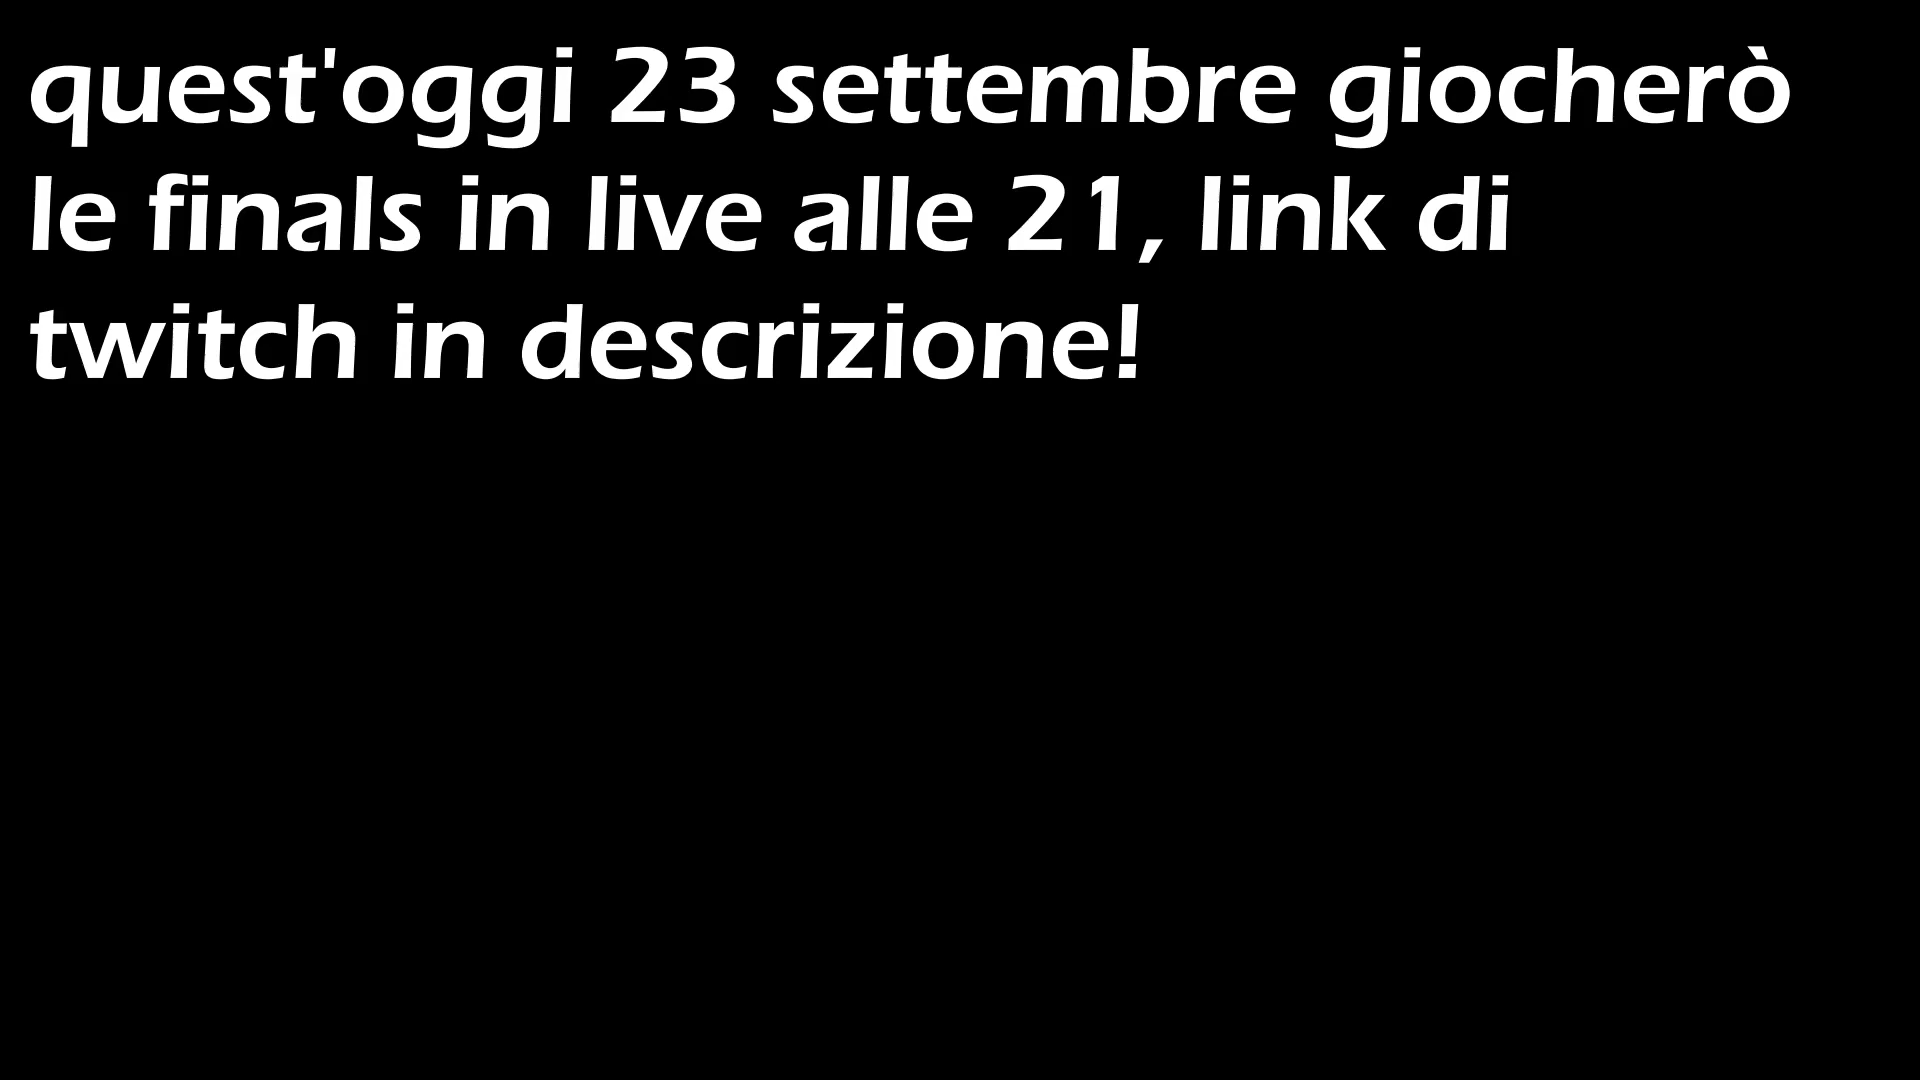 quest'oggi 23 settembre giocherò
le finals in live alle 21, link di
twitch in descrizione!